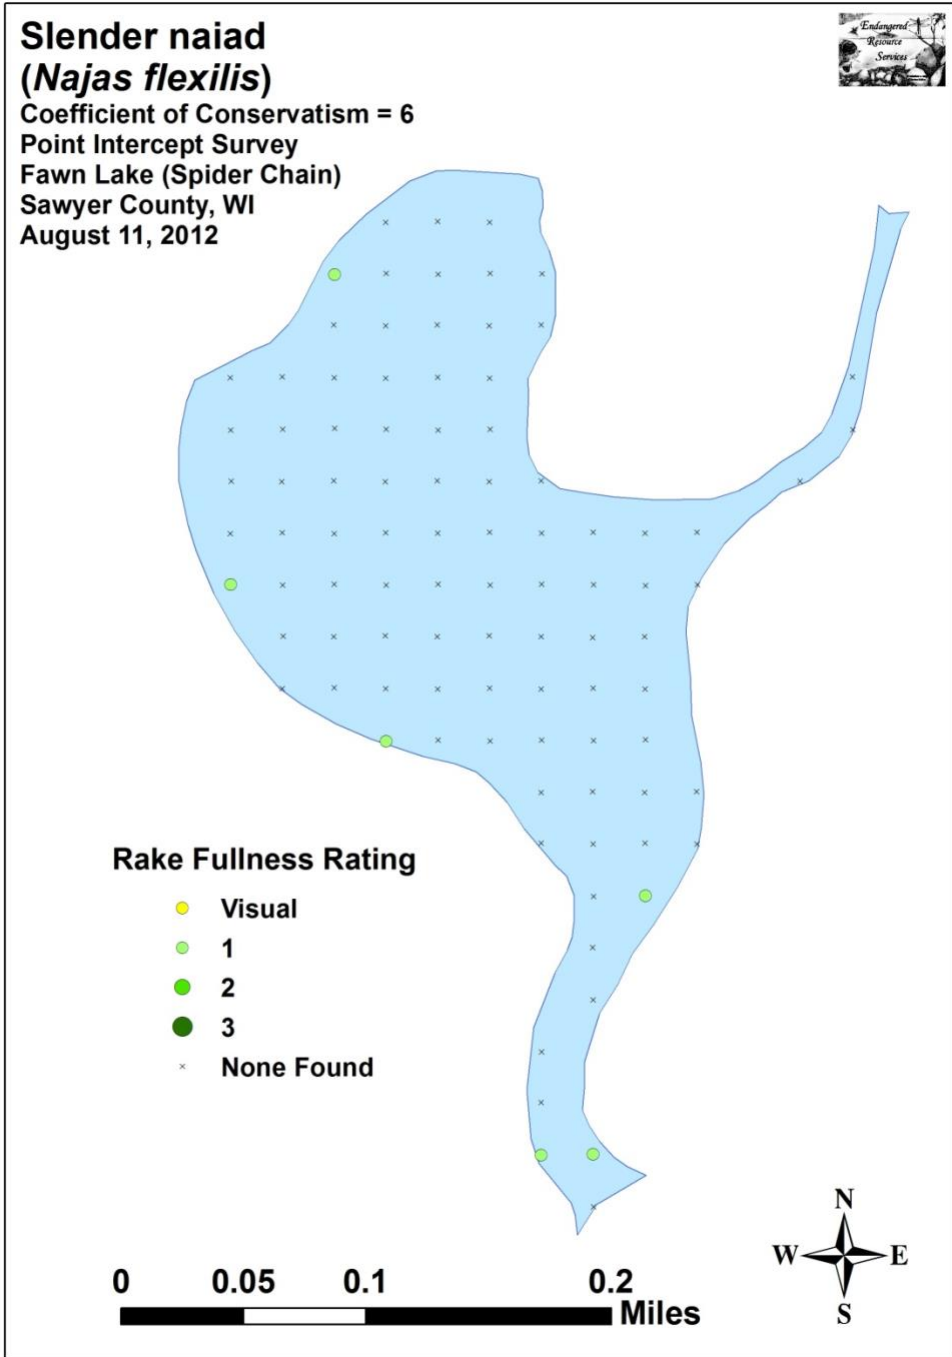 Slender naiad
(Najas flexilis)
Coefficient of Conservatism = 6
Point Intercept Survey
Fawn Lake (Spider Chain)
Sawyer County, WI
August 11, 2012
Endangered
Resource
Services
Rake Fullness Rating
Visual
1
2
3
None Found
0 0.05 0.1 0.2
Miles
N
W E
S